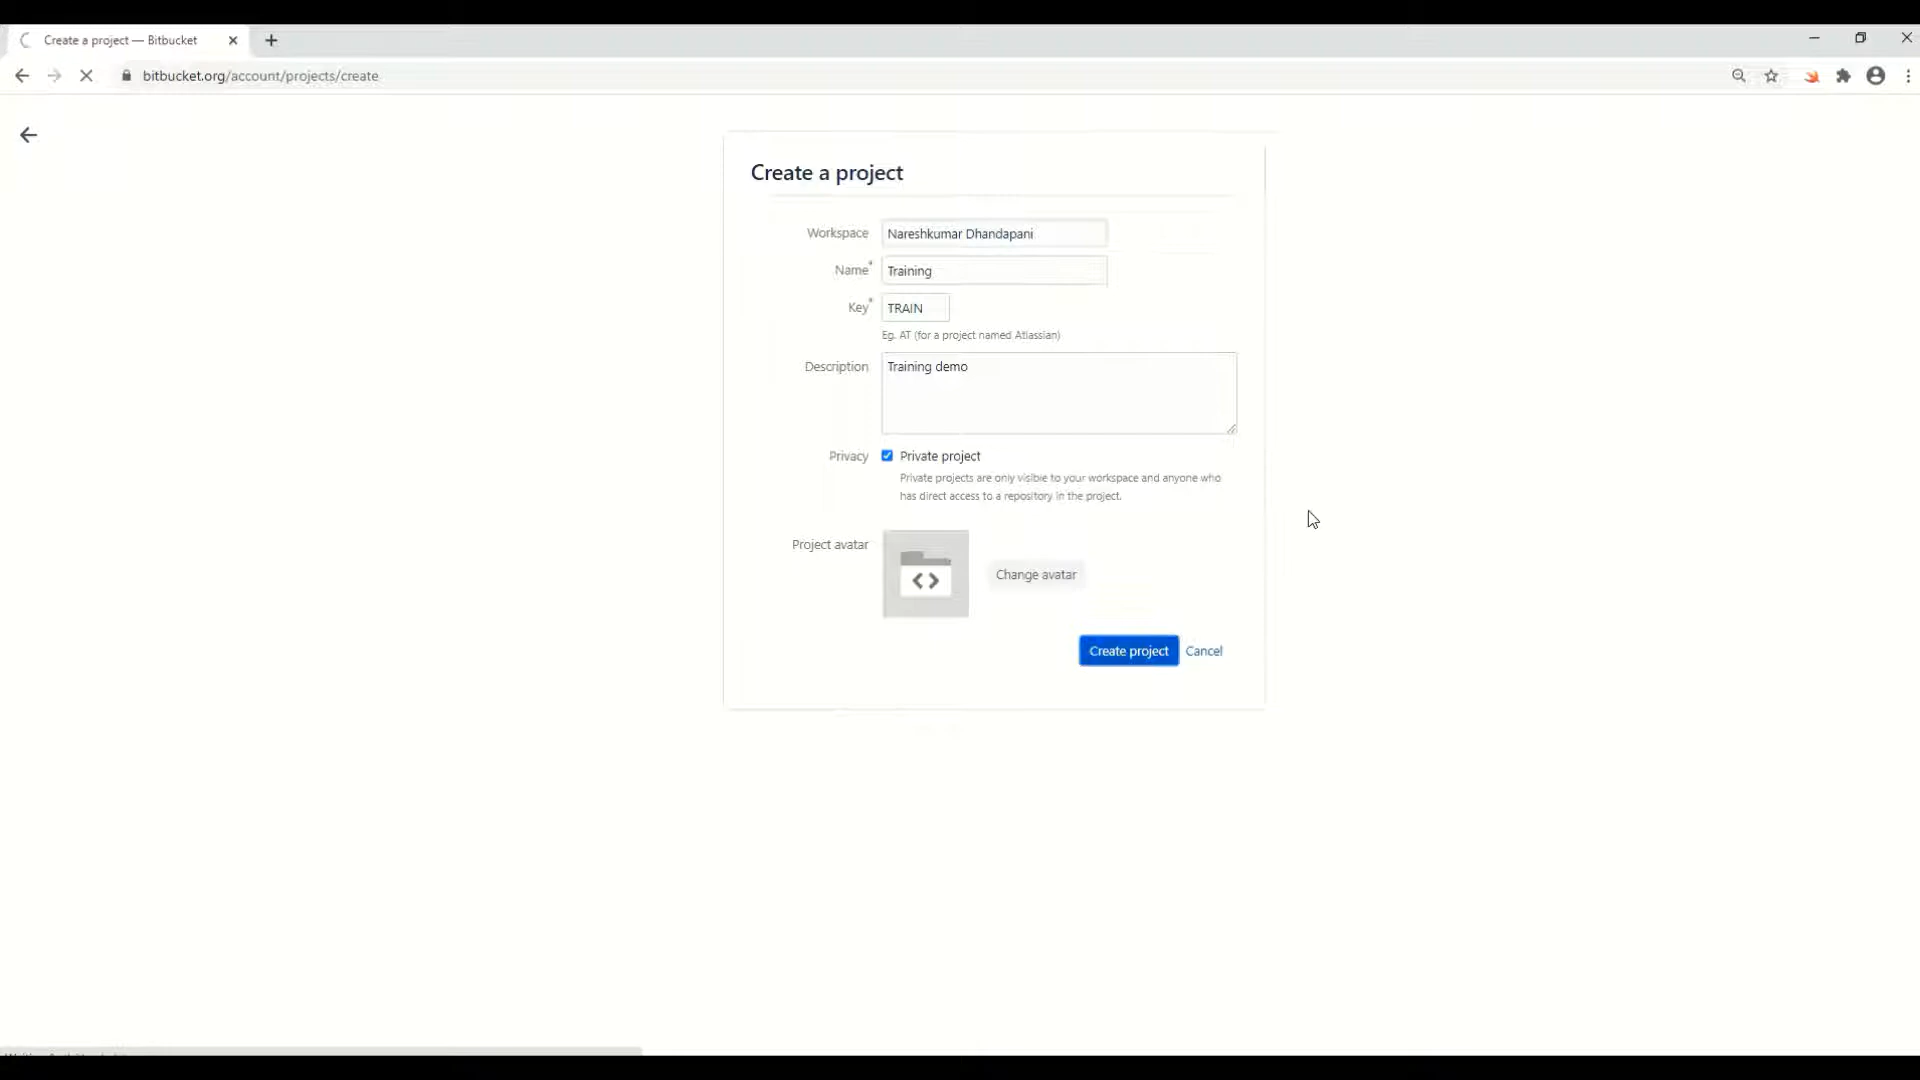 Create a project — Bitbucket
bitbucket.org/account/projects/create
Create a project
Workspace Nareshkumar Dhandapani
Name* Training
Key* TRAIN
Eg. AT (for a project named Atlassian)
Description Training demo
Privacy Private project
Private projects are only visible to your workspace and anyone who
has direct access to a repository in the project.
Project avatar
Change avatar
Create project Cancel